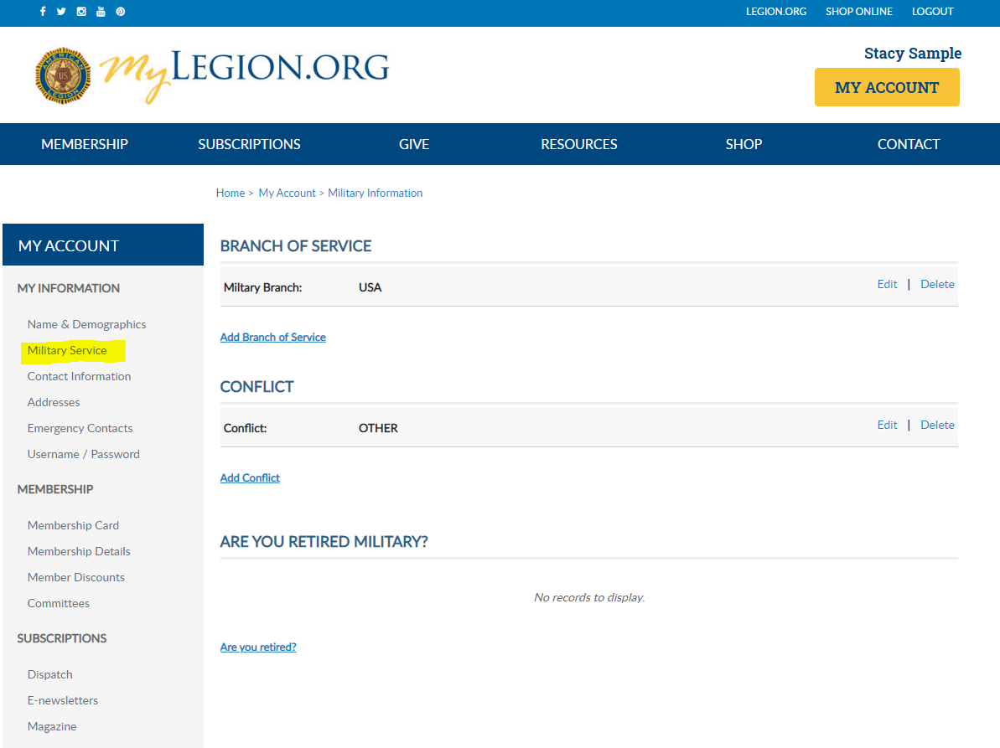 LEGION.ORG SHOP ONLINE LOGOUT
AMERICAN LEGION
US
MyLEGION.ORG
Stacy Sample
MY ACCOUNT
MEMBERSHIP SUBSCRIPTIONS GIVE RESOURCES SHOP CONTACT
Home > My Account > Military Information
MY ACCOUNT
MY INFORMATION
Name & Demographics
Military Service
Contact Information
Addresses
Emergency Contacts
Username / Password
MEMBERSHIP
Membership Card
Membership Details
Member Discounts
Committees
SUBSCRIPTIONS
Dispatch
E-newsletters
Magazine
BRANCH OF SERVICE
Miltary Branch: USA Edit | Delete
Add Branch of Service
CONFLICT
Conflict: OTHER Edit | Delete
Add Conflict
ARE YOU RETIRED MILITARY?
No records to display.
Are you retired?